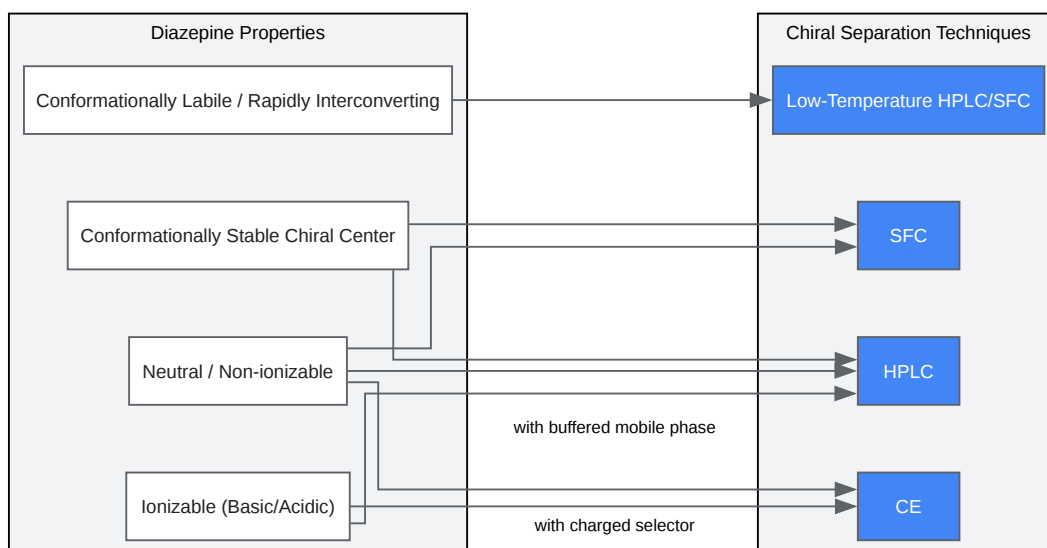 Diazepine Properties
Chiral Separation Techniques
Conformationally Labile / Rapidly Interconverting
Low-Temperature HPLC/SFC
Conformationally Stable Chiral Center
SFC
Neutral / Non-ionizable
HPLC
with buffered mobile phase
Ionizable (Basic/Acidic)
CE
with charged selector